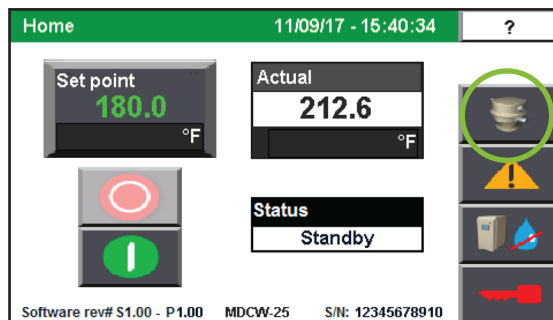 Home 11/09/17 - 15:40:34 ?
Set point
180.0
°F
Actual
212.6
°F
Status
Standby
Software rev# S1.00 - P1.00 MDCW-25 S/N: 12345678910